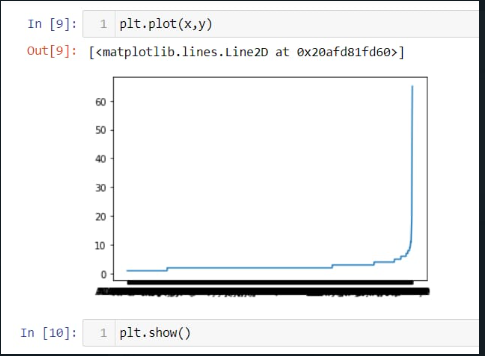 In [9]: 1 plt.plot(x,y)
Out[9]: [<matplotlib.lines.Line2D at 0x20afd81fd60>]
60
50
40
30
20
10
0
In [10]: 1 plt.show()